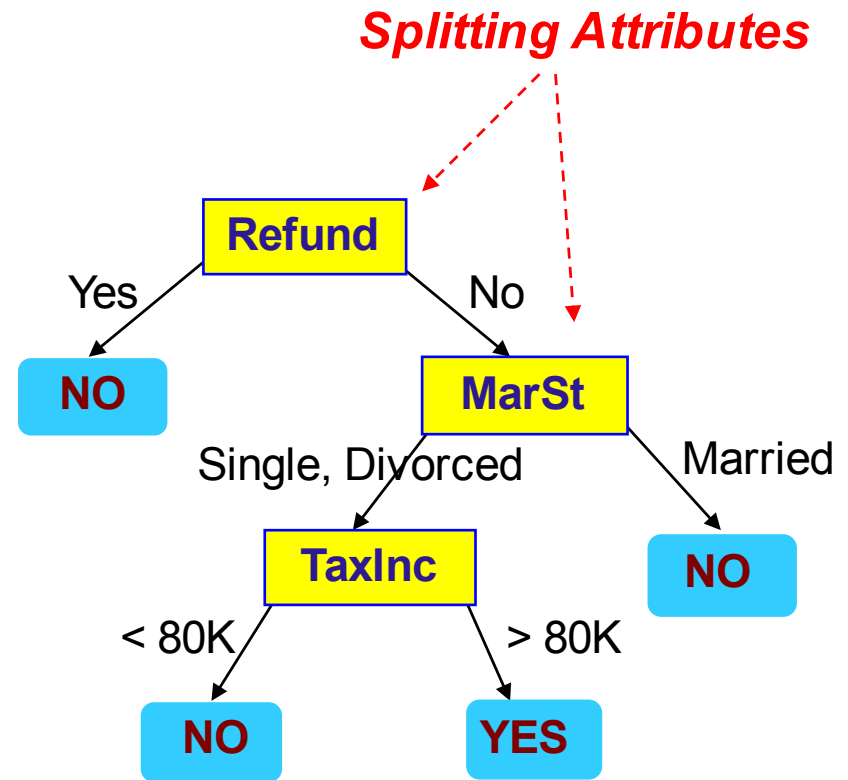 Splitting Attributes
Refund
Yes
No
NO
MarSt
Single, Divorced
Married
TaxInc
NO
< 80K
> 80K
NO
YES